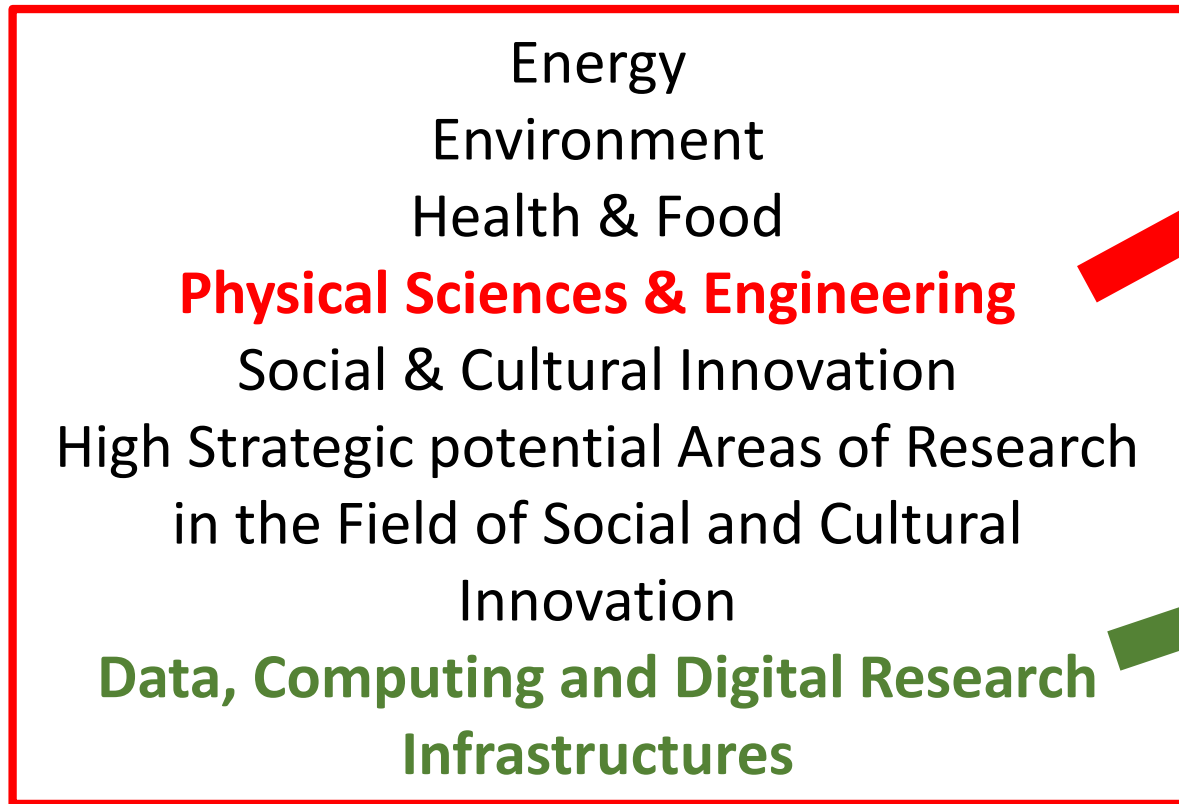 Energy
Environment
Health & Food
Physical Sciences & Engineering
Social & Cultural Innovation
High Strategic potential Areas of Research
in the Field of Social and Cultural
Innovation
Data, Computing and Digital Research
Infrastructures